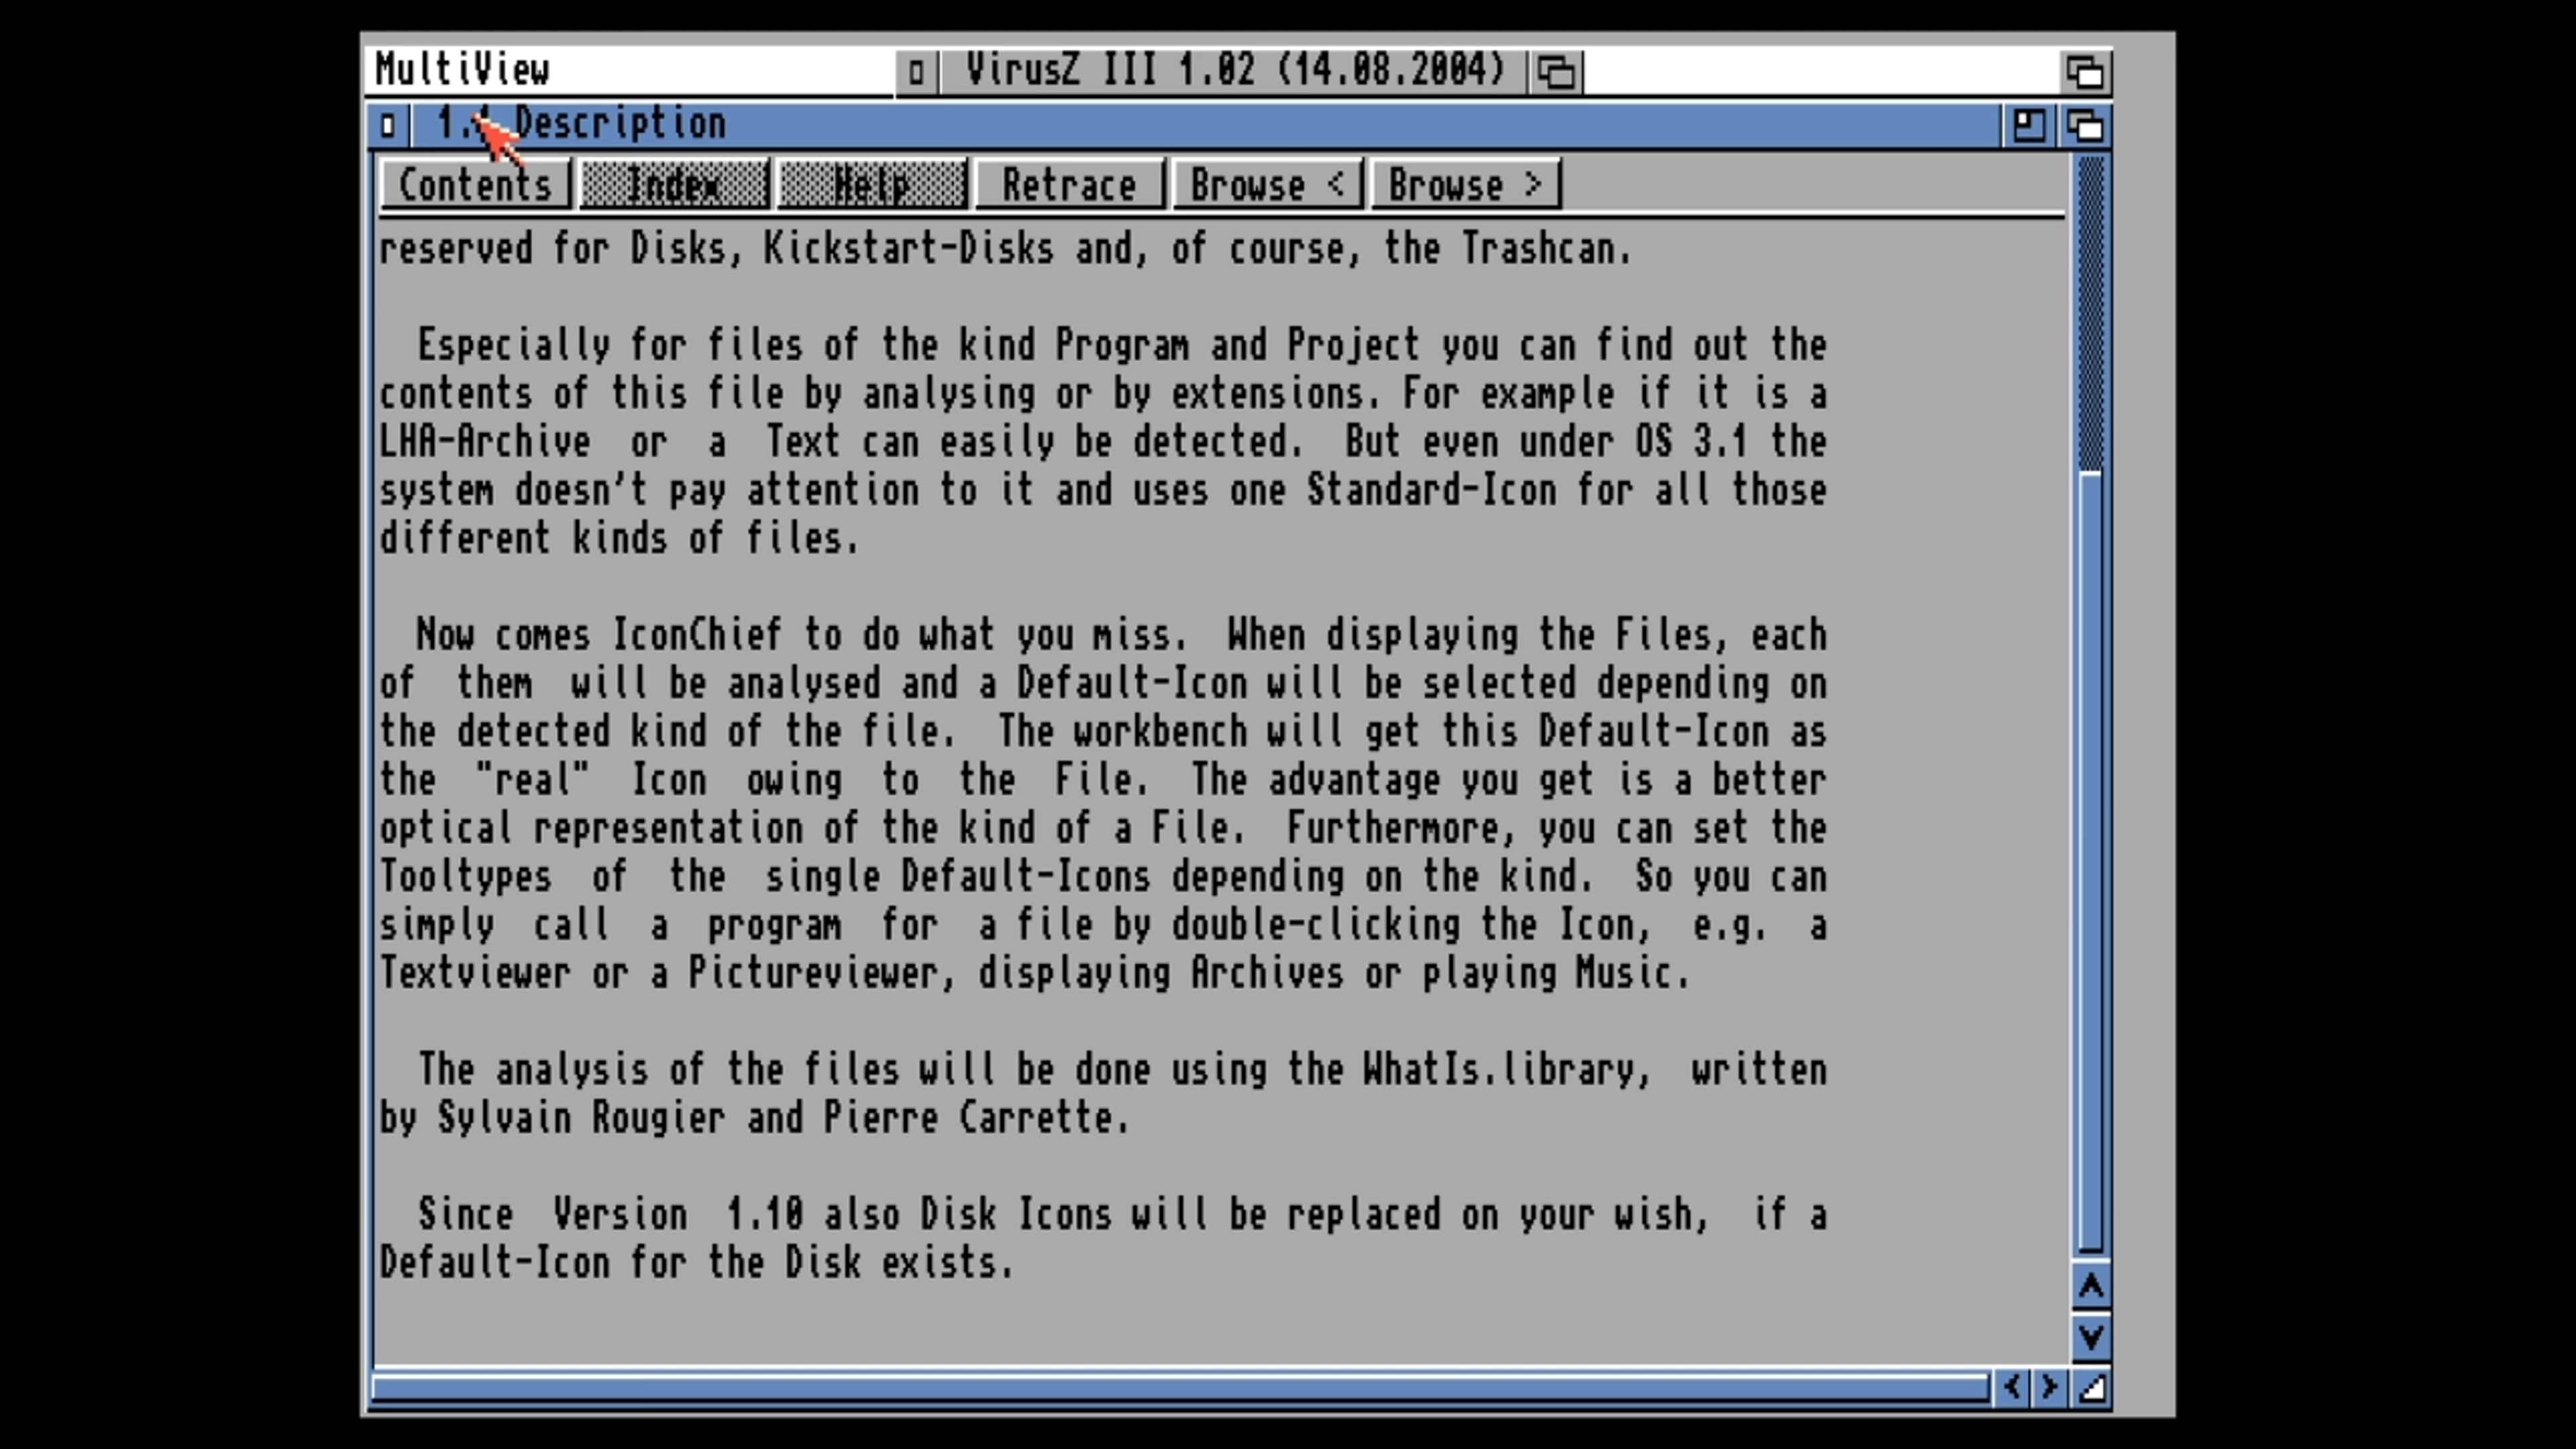 MultiView
VirusZ III 1.02 (14.08.2004)
Description
Contents Index Help Retrace Browse < Browse >
reserved for Disks, Kickstart-Disks and, of course, the Trashcan.
Especially for files of the kind Program and Project you can find out the
contents of this file by analysing or by extensions. For example if it is a
LHA-Archive  or  a  Text can easily be detected.  But even under OS 3.1 the
system doesn't pay attention to it and uses one Standard-Icon for all those
different kinds of files.
Now comes IconChief to do what you miss.  When displaying the Files, each
of  them  will be analysed and a Default-Icon will be selected depending on
the detected kind of the file.  The workbench will get this Default-Icon as
the  "real"  Icon  owing  to  the  File.  The advantage you get is a better
optical representation of the kind of a File.  Furthermore, you can set the
Tooltypes  of  the  single Default-Icons depending on the kind.  So you can
simply  call  a  program  for  a file by double-clicking the Icon,  e.g.  a
Textviewer or a Pictureviewer, displaying Archives or playing Music.
The analysis of the files will be done using the WhatIs.library,  written
by Sylvain Rougier and Pierre Carrette.
Since  Version  1.10 also Disk Icons will be replaced on your wish,  if a
Default-Icon for the Disk exists.